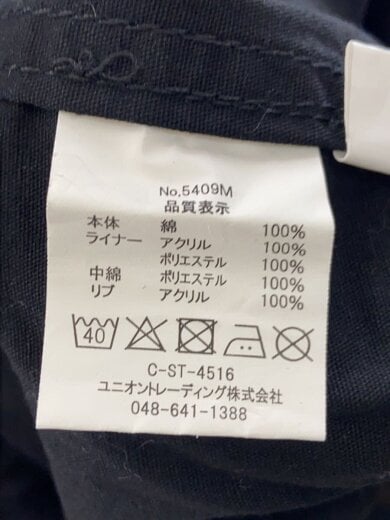 No.5409M
品質表示
本体 綿 100%
ライナー アクリル 100%
ポリエステル 100%
中綿 ポリエステル 100%
リブ アクリル 100%
40
C-ST-4516
ユニオントレーディング株式会社
048-641-1388